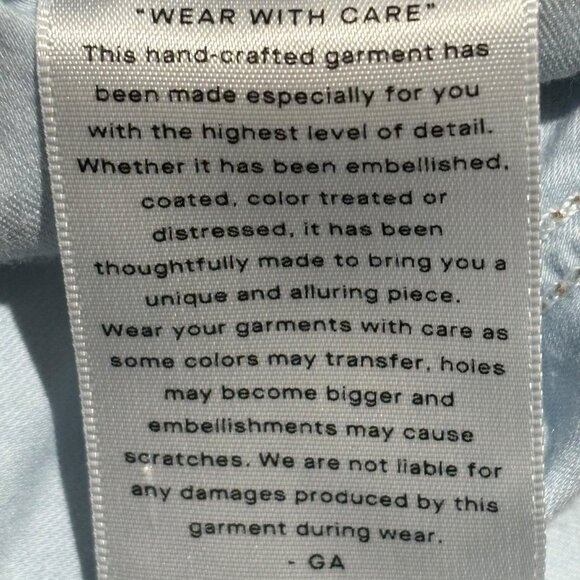 "WEAR WITH CARE"
This hand-crafted garment has
been made especially for you
with the highest level of detail.
Whether it has been embellished,
coated, color treated or
distressed, it has been
thoughtfully made to bring you a
unique and alluring piece.
Wear your garments with care as
some colors may transfer, holes
may become bigger and
embellishments may cause
scratches. We are not liable for
any damages produced by this
garment during wear.
- GA